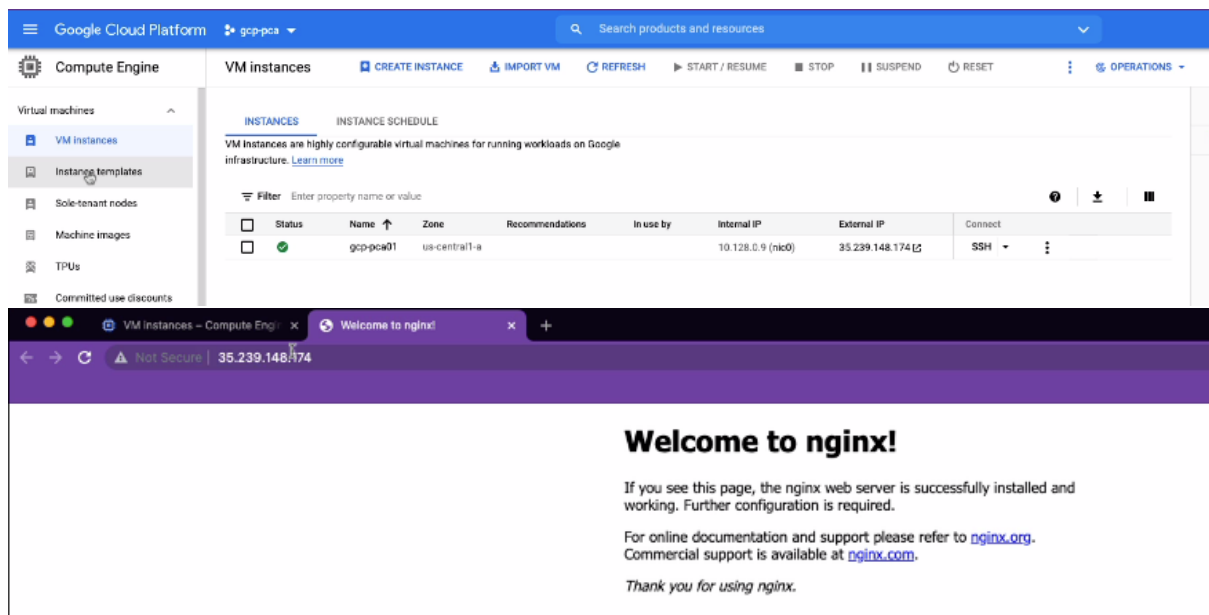 Google Cloud Platform gcp-pca Search products and resources
Compute Engine VM instances CREATE INSTANCE IMPORT VM REFRESH START / RESUME STOP SUSPEND RESET OPERATIONS
Virtual machines
INSTANCES INSTANCE SCHEDULE
VM instances
VM instances are highly configurable virtual machines for running workloads on Google
infrastructure. Learn more
Instance templates
Filter Enter property name or value
Sole-tenant nodes
Status Name Zone Recommendations In use by Internal IP External IP Connect
Machine images
gcp-pca01 us-central1-a 10.128.0.9 (nic0) 35.239.148.174 SSH
TPUs
Committed use discounts
VM instances – Compute Engi Welcome to nginx!
Not Secure 35.239.148.174
Welcome to nginx!
If you see this page, the nginx web server is successfully installed and
working. Further configuration is required.
For online documentation and support please refer to nginx.org.
Commercial support is available at nginx.com.
Thank you for using nginx.